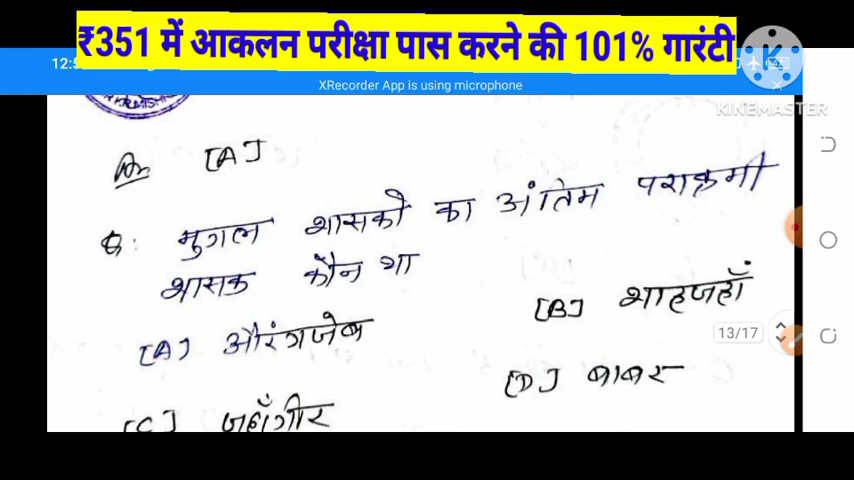 ₹351 में आकलन परीक्षा पास करने की 101% गारंटी
XRecorder App is using microphone
KINEMASTER
Ans [A]
Q: मुगल शासको का अंतिम पराक्रमी
शासक कौन था
[A] औरंगजेब
[B] शाहजहाँ
13/17
[C] जहाँगीर
[D] बाबर